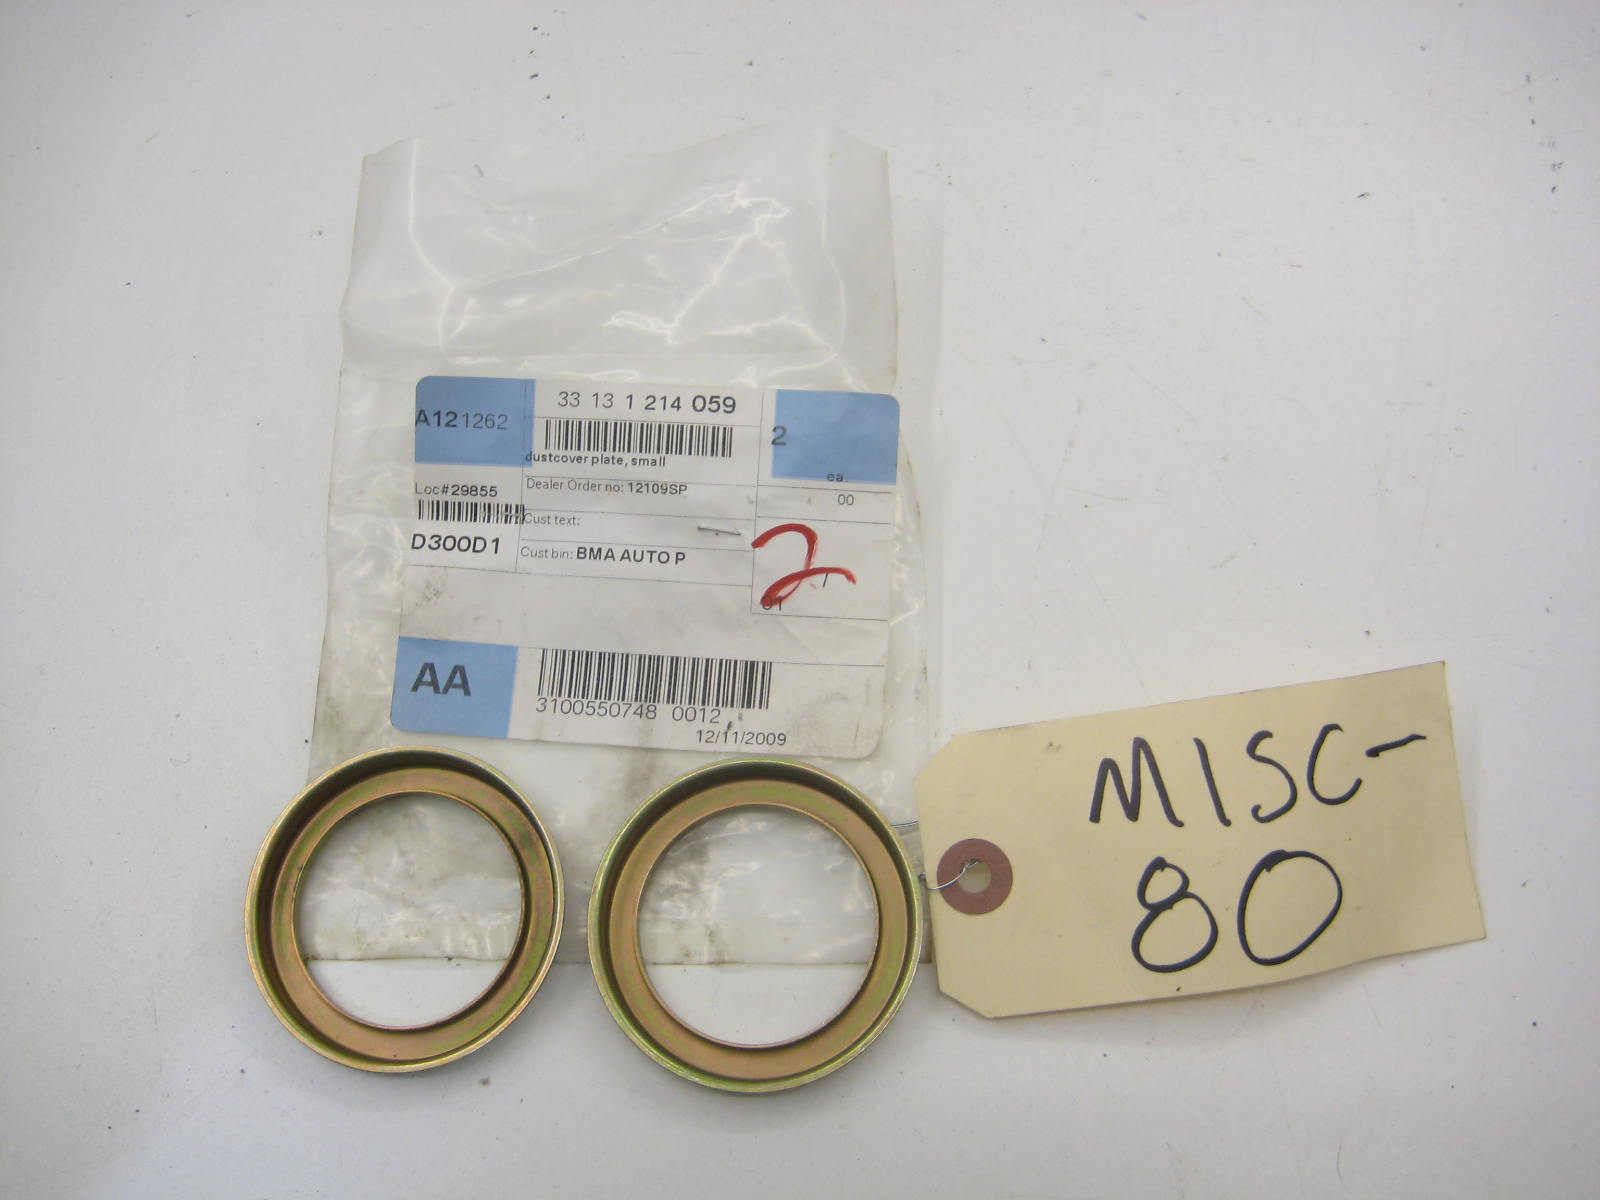 A121262
33 13 1 214 059
2
dustcover plate, small
ea.
Loc#29855
Dealer Order no: 12109SP
00
Cust text:
D300D1
Cust bin: BMA AUTO P
2
/
01
AA
3100550748 0012
12/11/2009
MISC-
80